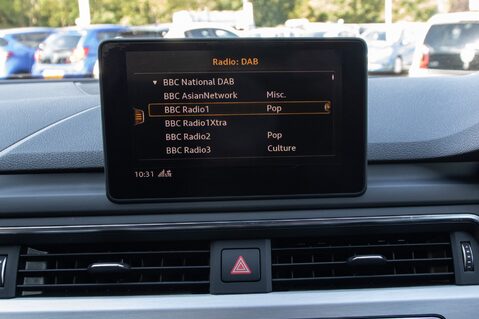 Radio: DAB
BBC National DAB
BBC AsianNetwork Misc.
BBC Radio1 Pop
BBC Radio1Xtra
BBC Radio2 Pop
BBC Radio3 Culture
10:31